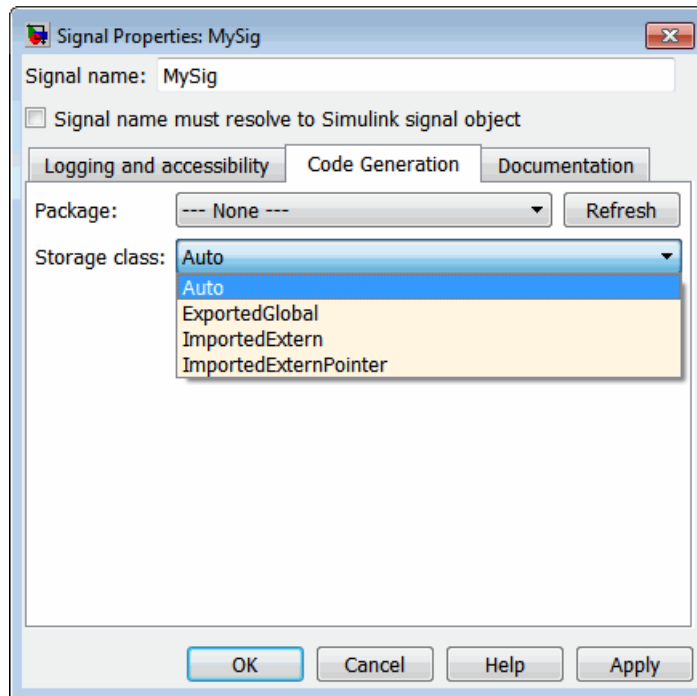 Signal Properties: MySig
Signal name: MySig
Signal name must resolve to Simulink signal object
Logging and accessibility Code Generation Documentation
Package: --- None --- Refresh
Storage class: Auto
Auto
ExportedGlobal
ImportedExtern
ImportedExternPointer
OK Cancel Help Apply